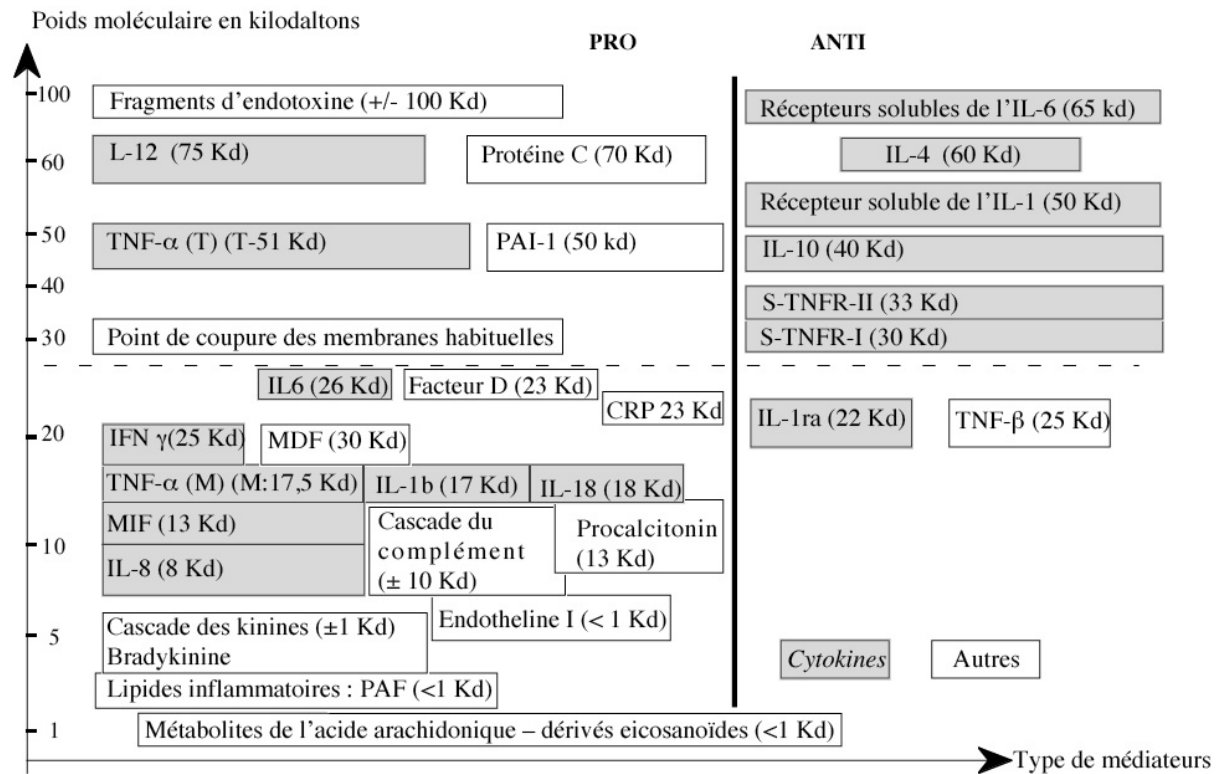 Poids moléculaire en kilodaltons
PRO
ANTI
100
Fragments d'endotoxine (+/- 100 Kd)
Récepteurs solubles de l'IL-6 (65 kd)
60
L-12 (75 Kd)
Protéine C (70 Kd)
IL-4 (60 Kd)
Récepteur soluble de l'IL-1 (50 Kd)
50
TNF-α (T) (T-51 Kd)
PAI-1 (50 kd)
IL-10 (40 Kd)
40
S-TNFR-II (33 Kd)
30
Point de coupure des membranes habituelles
S-TNFR-I (30 Kd)
IL6 (26 Kd)
Facteur D (23 Kd)
CRP 23 Kd
IL-1ra (22 Kd)
TNF-β (25 Kd)
20
IFN γ(25 Kd)
MDF (30 Kd)
TNF-α (M) (M:17,5 Kd)
IL-1b (17 Kd)
IL-18 (18 Kd)
MIF (13 Kd)
Cascade du
complément
(± 10 Kd)
Procalcitonin
(13 Kd)
10
IL-8 (8 Kd)
Endotheline I (< 1 Kd)
5
Cascade des kinines (±1 Kd)
Bradykinine
Cytokines
Autres
Lipides inflammatoires : PAF (<1 Kd)
1
Métabolites de l'acide arachidonique – dérivés eicosanoïdes (<1 Kd)
Type de médiateurs